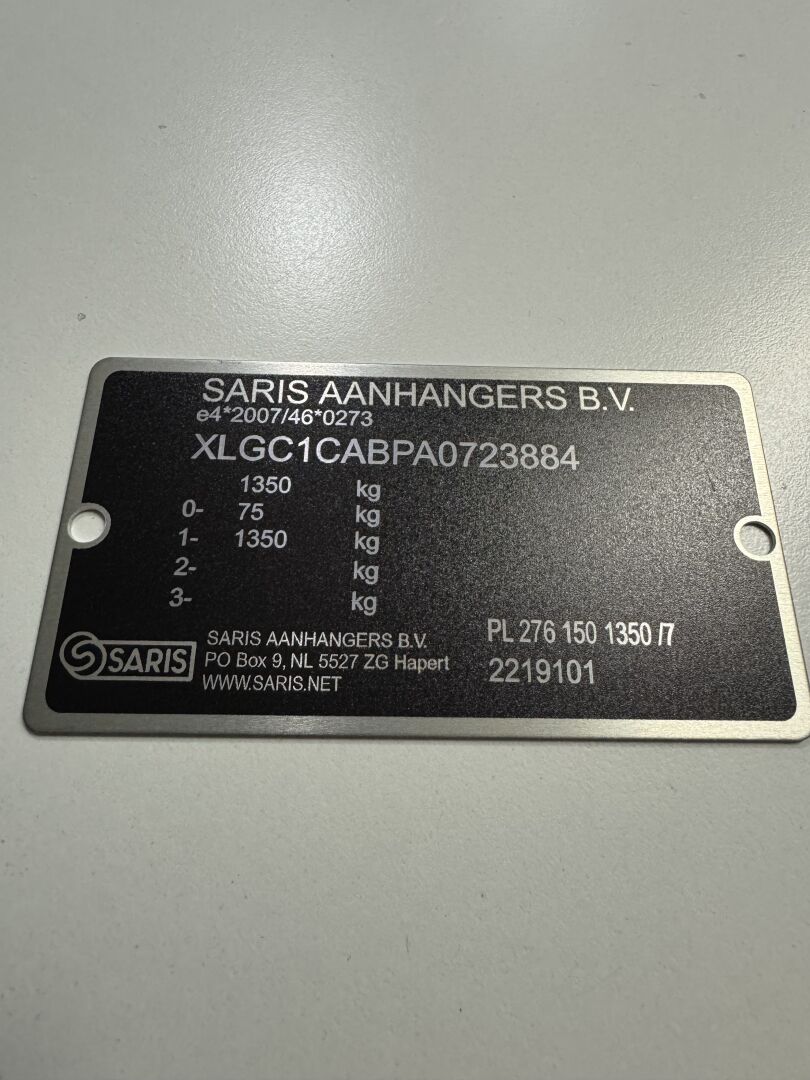 SARIS AANHANGERS B.V.
e4*2007/46*0273
XLGC1CABPA0723884
1350 kg
0- 75 kg
1- 1350 kg
2- kg
3- kg
SARIS
SARIS AANHANGERS B.V.
PO Box 9, NL 5527 ZG Hapert
WWW.SARIS.NET
PL 276 150 1350 /7
2219101